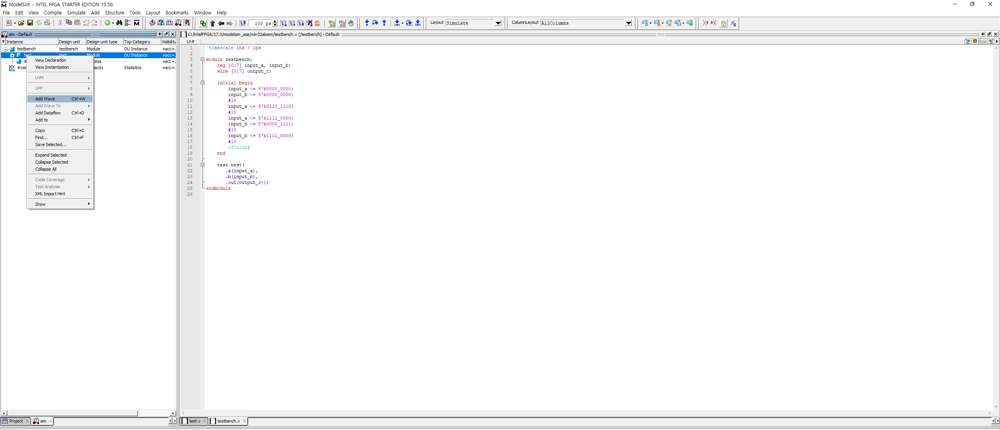 ModelSim - INTEL FPGA STARTER EDITION 10.5b
File Edit View Compile Simulate Add Structure Tools Layout Bookmarks Window Help
100 ps Layout Simulate ColumnLayout AllColumns
sim - Default
Instance Design unit Design unit type Top Category Visibility
testbench testbench Module DU Instance +acc=.
test test Module DU Instance +acc=.
# cess - +acc=.
#vsi acity Statistics +acc=.
View Declaration
View Instantiation
UVM
UPF
Add Wave Ctrl+W
Add Wave To
Add Dataflow Ctrl+D
Add to
Copy Ctrl+C
Find... Ctrl+F
Save Selected...
Expand Selected
Collapse Selected
Collapse All
Code Coverage
Test Analysis
XML Import Hint
Show
Project sim
C:/intelFPGA/17.0/modelsim_ase/win32aloem/testbench.v (/testbench) - Default
Ln# Now
1 `timescale 1ns / 1ps
2
3 module testbench;
4 reg [0:7] input_a, input_b;
5 wire [0:7] output_c;
6
7 initial begin
8 input_a <= 8'b0000_0000;
9 input_b <= 8'b0000_0000;
10 #10
11 input_a <= 8'b0110_1110;
12 #10
13 input_a <= 8'b1111_0000;
14 input_b <= 8'b0000_1111;
15 #10
16 input_b <= 8'b1111_0000;
17 #10
18 $finish;
19 end
20
21 test test(
22 .a(input_a),
23 .b(input_b),
24 .out(output_c));
25 endmodule
26
test.v testbench.v